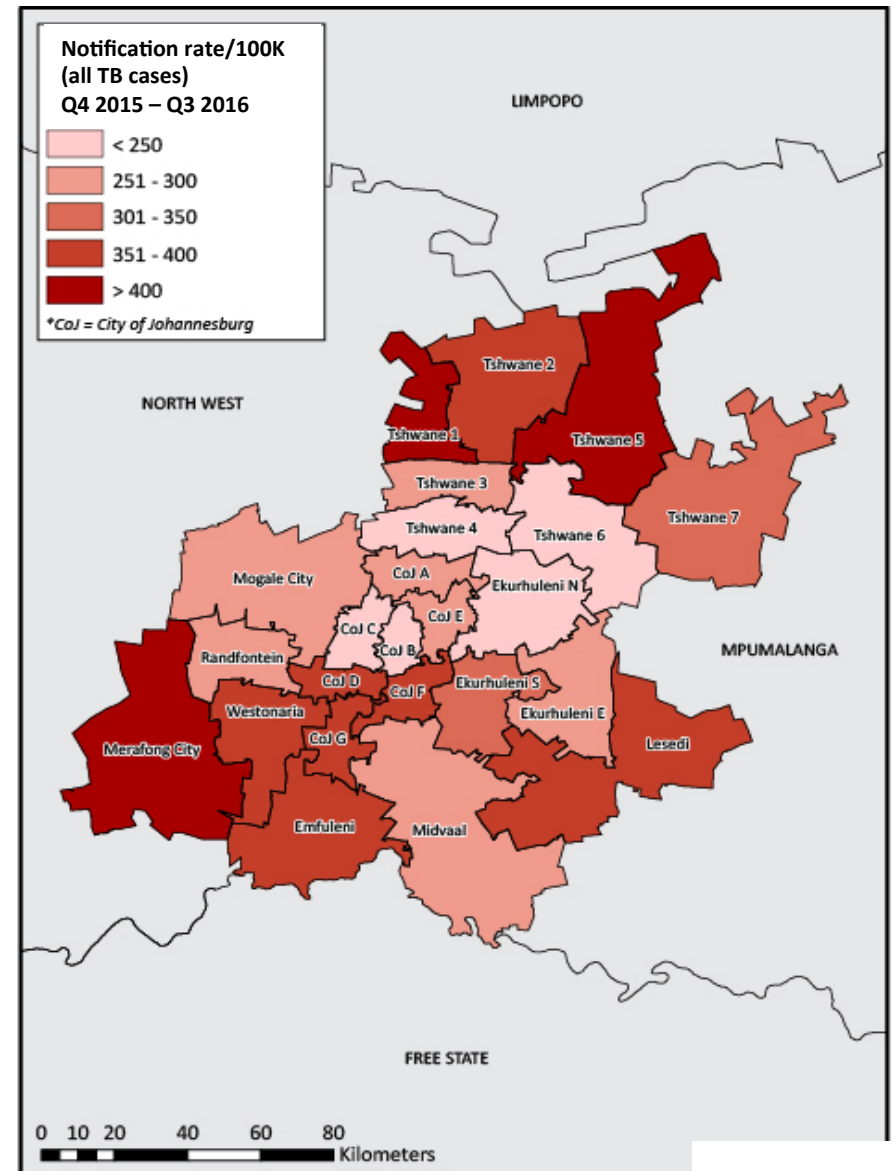 Notification rate/100K
(all TB cases)
Q4 2015 – Q3 2016
< 250
251 - 300
301 - 350
351 - 400
> 400
*CoJ = City of Johannesburg
LIMPOPO
NORTH WEST
Tshwane 2
Tshwane 1
Tshwane 5
Tshwane 3
Tshwane 7
Tshwane 4
Tshwane 6
Mogale City
CoJ A
Ekurhuleni N
CoJ E
CoJ C
CoJ B
MPUMALANGA
Randfontein
CoJ D
CoJ F
Ekurhuleni S
Westonaria
Ekurhuleni E
CoJ G
Lesedi
Merafong City
Emfuleni
Midvaal
FREE STATE
0 10 20 40 60 80
Kilometers